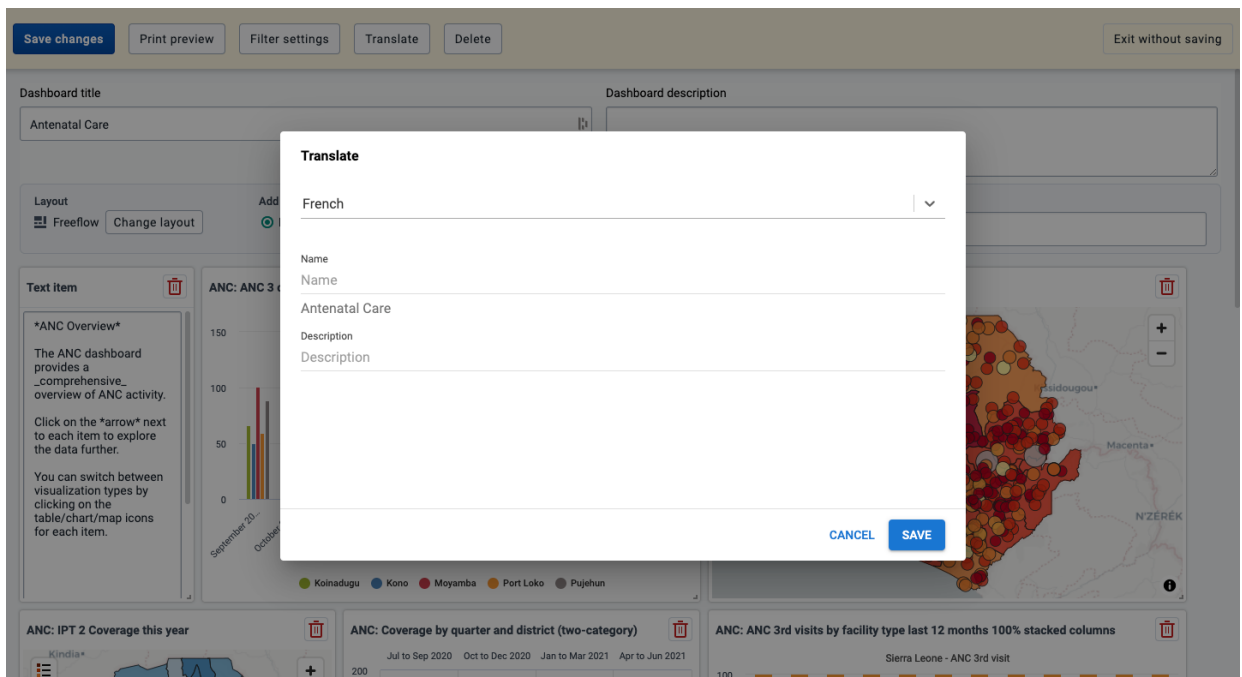 Save changes
Print preview
Filter settings
Translate
Delete
Exit without saving
Dashboard title
Dashboard description
Antenatal Care
Translate
Layout
Add
Freeflow
Change layout
French
Name
Name
Antenatal Care
Description
Description
CANCEL
SAVE
Text item
*ANC Overview*
The ANC dashboard
provides a
_comprehensive_
overview of ANC activity.
Click on the *arrow* next
to each item to explore
the data further.
You can switch between
visualization types by
clicking on the
table/chart/map icons
for each item.
ANC: ANC 3
150
100
50
0
September 20...
Koinadugu
Kono
Moyamba
Port Loko
Pujehun
+
−
Macenta
N'ZÉRÉK
ANC: IPT 2 Coverage this year
Kindia
+
ANC: Coverage by quarter and district (two-category)
Jul to Sep 2020 Oct to Dec 2020 Jan to Mar 2021 Apr to Jun 2021
200
ANC: ANC 3rd visits by facility type last 12 months 100% stacked columns
Sierra Leone - ANC 3rd visit
100